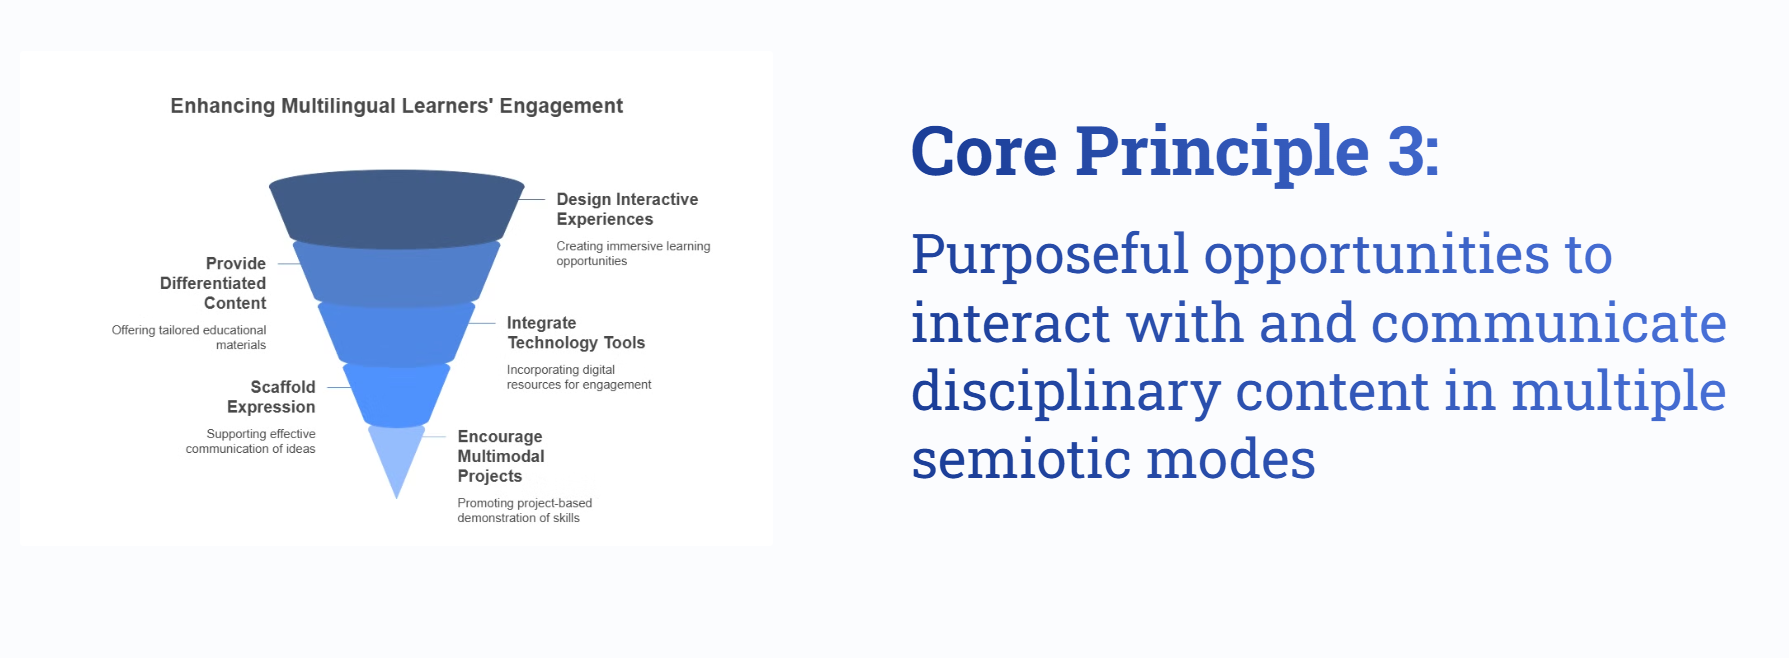 Enhancing Multilingual Learners' Engagement
Design Interactive
Experiences
Creating immersive learning
opportunities
Provide
Differentiated
Content
Offering tailored educational
materials
Integrate
Technology Tools
Incorporating digital
resources for engagement
Scaffold
Expression
Supporting effective
communication of ideas
Encourage
Multimodal
Projects
Promoting project-based
demonstration of skills
Core Principle 3:
Purposeful opportunities to
interact with and communicate
disciplinary content in multiple
semiotic modes